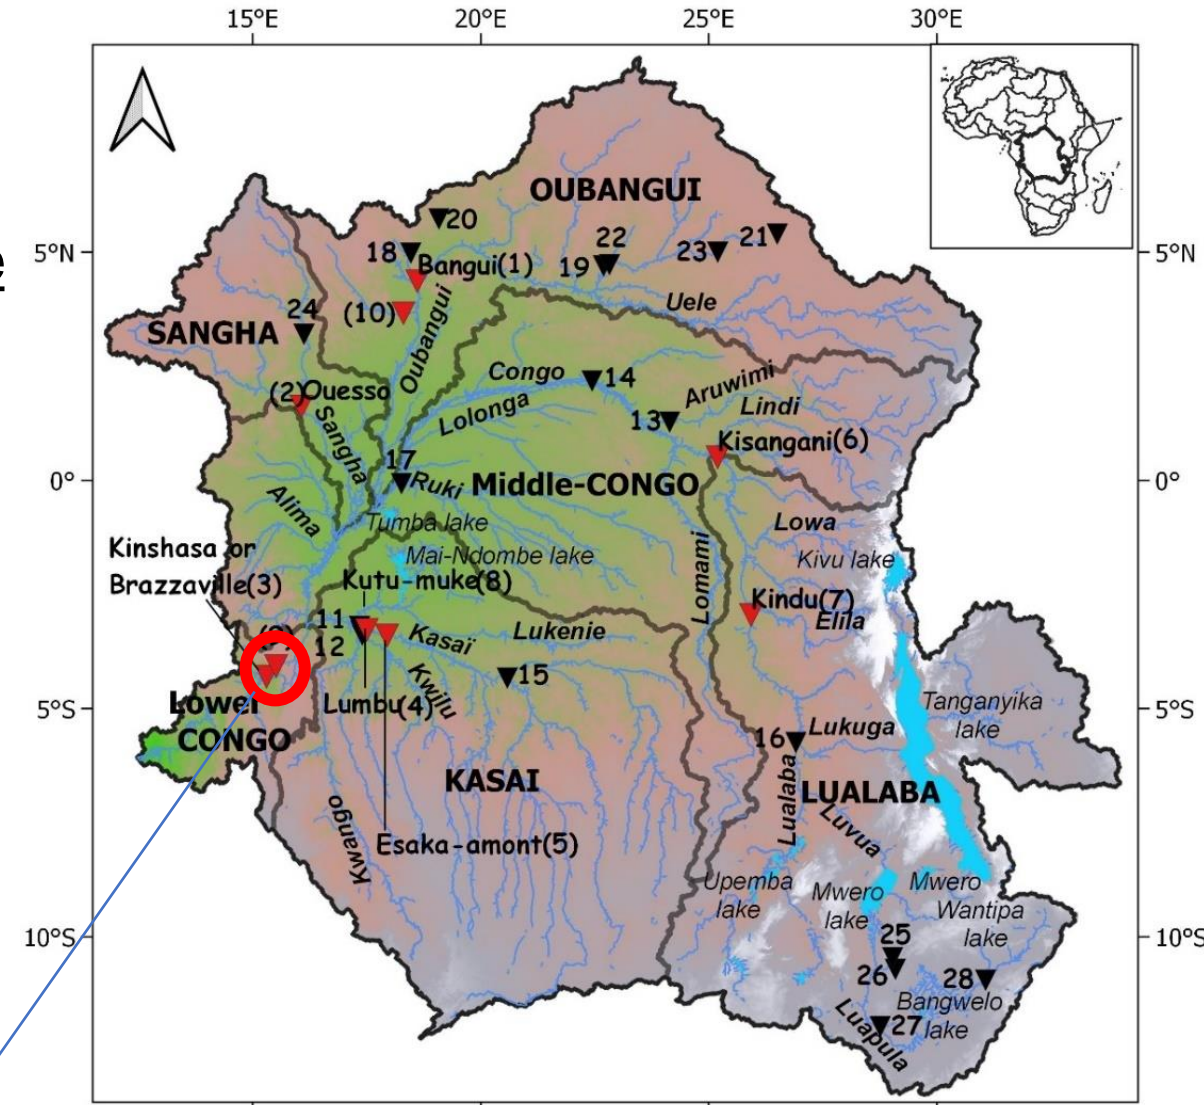 15°E 20°E 25°E 30°E
OUBANGUI
20
18
22
21
23
19
5°N
5°N
e
Bangui(1)
Uele
(10)
Oubangui
24
SANGHA
Congo
14
Aruwimi
(2)Ouesso
Lolonga
Lindi
13
Sangha
Kisangani(6)
17
0°
Ruki
Middle-CONGO
0°
Alima
Tumba lake
Lowa
Kinshasa or
Brazzaville(3)
Mai-Ndombe lake
Kivu lake
Kutu-muke(8)
Lomami
Kindu(7)
Elila
11
12
Kasaï
Lukenie
Kwilu
15
5°S
Lower
CONGO
Lumbu(4)
Tanganyika
lake
5°S
16
Lukuga
KASAI
Lualaba
LUALABA
Kwango
Luvua
Esaka-amont(5)
Upemba
lake
Mwero
lake
Mwero
Wantipa
lake
10°S
10°S
25
26
28
Bangwelo
lake
27
Luapula